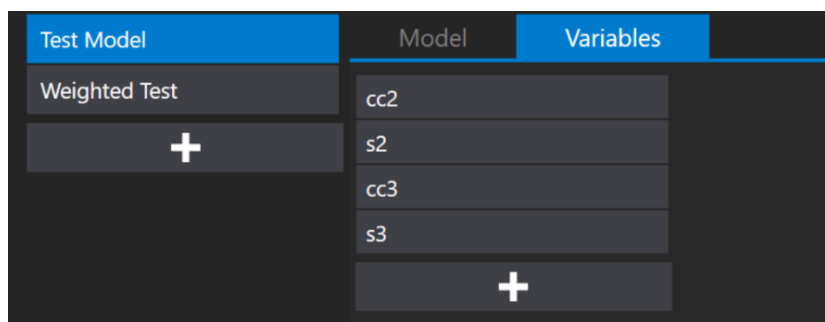 Test Model
Weighted Test
Model
Variables
cc2
s2
cc3
s3